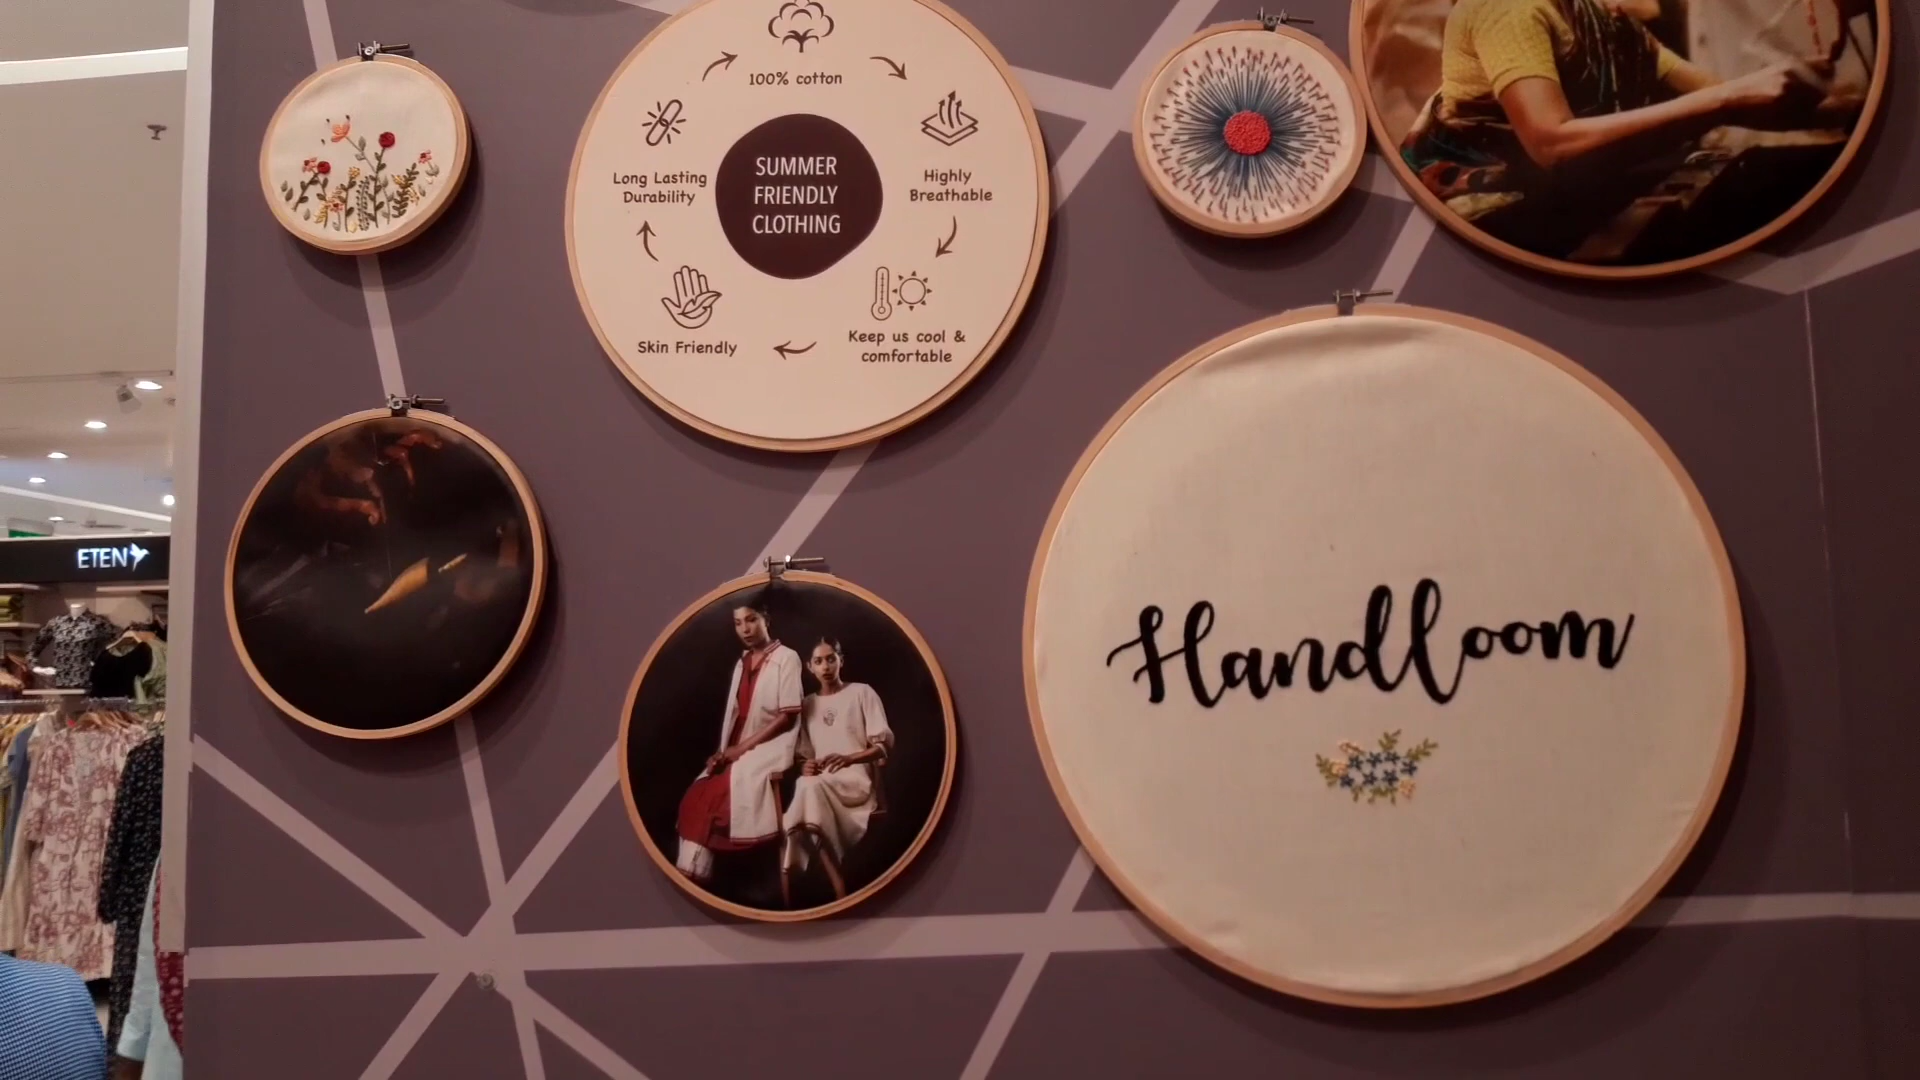 100% cotton
Highly
Breathable
Keep us cool &
comfortable
Skin Friendly
Long Lasting
Durability
SUMMER
FRIENDLY
CLOTHING
Handloom
ETEN